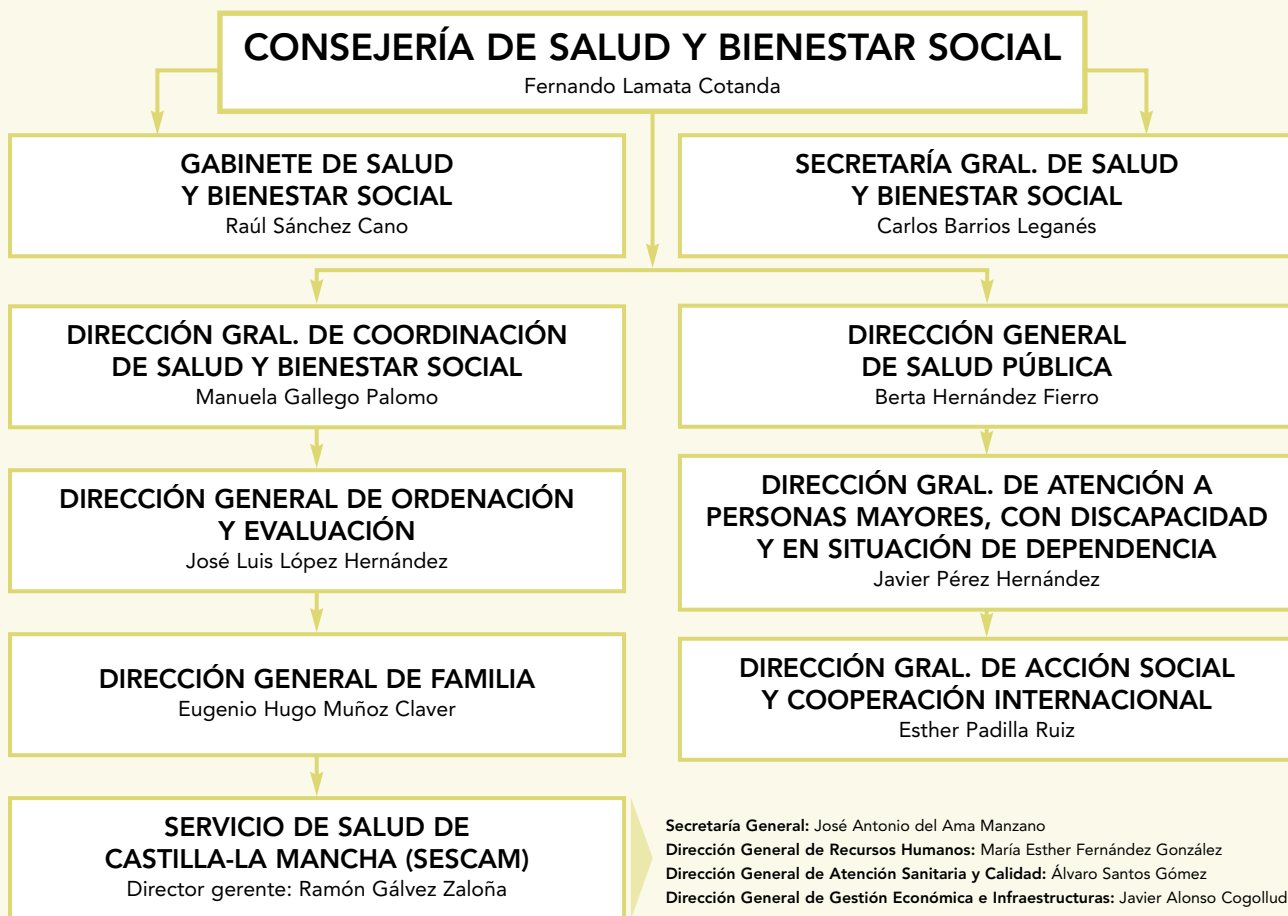 CONSEJERÍA DE SALUD Y BIENESTAR SOCIAL
Fernando Lamata Cotanda
GABINETE DE SALUD
Y BIENESTAR SOCIAL
Raúl Sánchez Cano
SECRETARÍA GRAL. DE SALUD
Y BIENESTAR SOCIAL
Carlos Barrios Leganés
DIRECCIÓN GRAL. DE COORDINACIÓN
DE SALUD Y BIENESTAR SOCIAL
Manuela Gallego Palomo
DIRECCIÓN GENERAL
DE SALUD PÚBLICA
Berta Hernández Fierro
DIRECCIÓN GENERAL DE ORDENACIÓN
Y EVALUACIÓN
José Luis López Hernández
DIRECCIÓN GRAL. DE ATENCIÓN A
PERSONAS MAYORES, CON DISCAPACIDAD
Y EN SITUACIÓN DE DEPENDENCIA
Javier Pérez Hernández
DIRECCIÓN GENERAL DE FAMILIA
Eugenio Hugo Muñoz Claver
DIRECCIÓN GRAL. DE ACCIÓN SOCIAL
Y COOPERACIÓN INTERNACIONAL
Esther Padilla Ruiz
SERVICIO DE SALUD DE
CASTILLA-LA MANCHA (SESCAM)
Director gerente: Ramón Gálvez Zaloña
Secretaría General: José Antonio del Ama Manzano
Dirección General de Recursos Humanos: María Esther Fernández González
Dirección General de Atención Sanitaria y Calidad: Álvaro Santos Gómez
Dirección General de Gestión Económica e Infraestructuras: Javier Alonso Cogollud